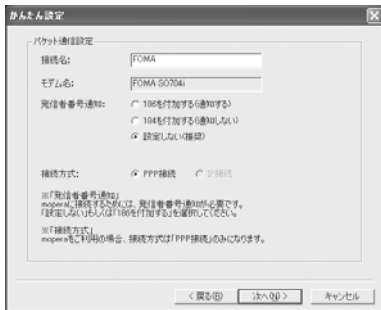 かんたん設定
パケット通信設定
接続名: FOMA
モデム名: FOMA SO704i
発信者番号通知: 186を付加する(通知する)
184を付加する(通知しない)
設定しない(推奨)
接続方式: PPP接続 IP接続
※「発信者番号通知」
moperaに接続するためには、発信者番号通知が必要です。
「設定しない」もしくは「186を付加する」を選択してください。
※「接続方式」
moperaをご利用の場合、接続方式は「PPP接続」のみになります。
< 戻る(B) 次へ(N) > キャンセル